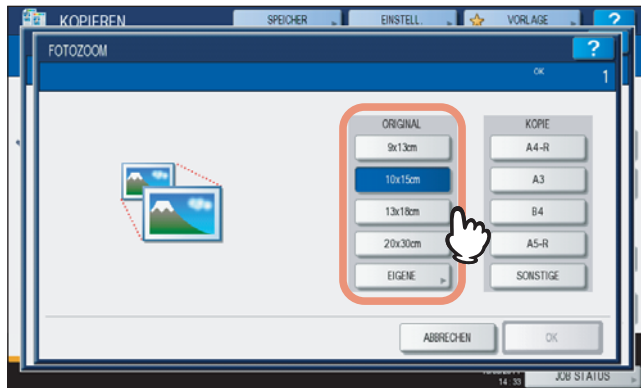 KOPIEREN SPEICHER EINSTELL. VORLAGE ?
FOTOZOOM ?
OK 1
ORIGINAL KOPIE
9x13cm A4-R
10x15cm A3
13x18cm B4
20x30cm A5-R
EIGENE SONSTIGE
ABBRECHEN OK
14:33 JOB STATUS